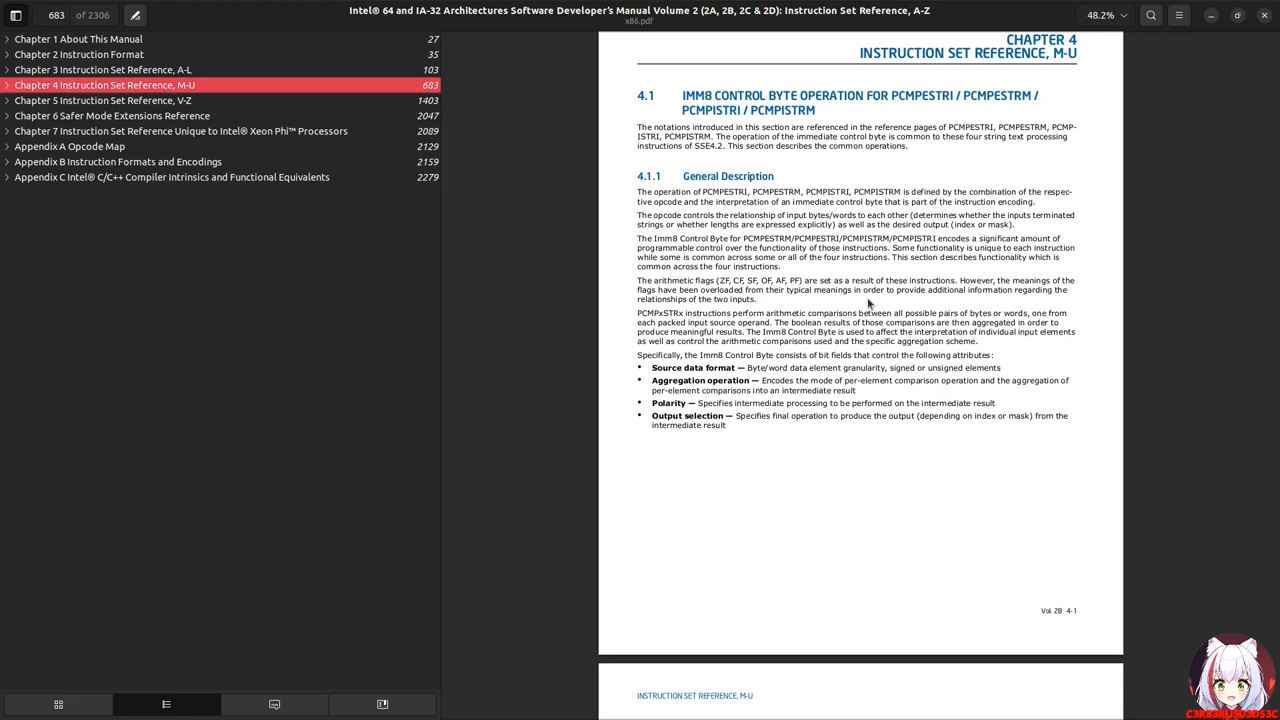 Intel® 64 and IA-32 Architectures Software Developer's Manual Volume 2 (2A, 2B, 2C & 2D): Instruction Set Reference, A-Z
x86.pdf
683 of 2306
48.2%
Chapter 1 About This Manual 27
Chapter 2 Instruction Format 35
Chapter 3 Instruction Set Reference, A-L 103
Chapter 4 Instruction Set Reference, M-U 683
Chapter 5 Instruction Set Reference, V-Z 1403
Chapter 6 Safer Mode Extensions Reference 2047
Chapter 7 Instruction Set Reference Unique to Intel® Xeon Phi™ Processors 2089
Appendix A Opcode Map 2129
Appendix B Instruction Formats and Encodings 2159
Appendix C Intel® C/C++ Compiler Intrinsics and Functional Equivalents 2279
CHAPTER 4
INSTRUCTION SET REFERENCE, M-U
4.1 IMM8 CONTROL BYTE OPERATION FOR PCMPESTRI / PCMPESTRM /
PCMPISTRI / PCMPISTRM
The notations introduced in this section are referenced in the reference pages of PCMPESTRI, PCMPESTRM, PCMP-
ISTRI, PCMPISTRM. The operation of the immediate control byte is common to these four string text processing
instructions of SSE4.2. This section describes the common operations.
4.1.1 General Description
The operation of PCMPESTRI, PCMPESTRM, PCMPISTRI, PCMPISTRM is defined by the combination of the respec-
tive opcode and the interpretation of an immediate control byte that is part of the instruction encoding.
The opcode controls the relationship of input bytes/words to each other (determines whether the inputs terminated
strings or whether lengths are expressed explicitly) as well as the desired output (index or mask).
The Imm8 Control Byte for PCMPESTRM/PCMPESTRI/PCMPISTRM/PCMPISTRI encodes a significant amount of
programmable control over the functionality of those instructions. Some functionality is unique to each instruction
while some is common across some or all of the four instructions. This section describes functionality which is
common across the four instructions.
The arithmetic flags (ZF, CF, SF, OF, AF, PF) are set as a result of these instructions. However, the meanings of the
flags have been overloaded from their typical meanings in order to provide additional information regarding the
relationships of the two inputs.
PCMPxSTRx instructions perform arithmetic comparisons between all possible pairs of bytes or words, one from
each packed input source operand. The boolean results of those comparisons are then aggregated in order to
produce meaningful results. The Imm8 Control Byte is used to affect the interpretation of individual input elements
as well as control the arithmetic comparisons used and the specific aggregation scheme.
Specifically, the Imm8 Control Byte consists of bit fields that control the following attributes:
• Source data format — Byte/word data element granularity, signed or unsigned elements
• Aggregation operation — Encodes the mode of per-element comparison operation and the aggregation of
per-element comparisons into an intermediate result
• Polarity — Specifies intermediate processing to be performed on the intermediate result
• Output selection — Specifies final operation to produce the output (depending on index or mask) from the
intermediate result
Vol. 2B 4-1
INSTRUCTION SET REFERENCE, M-U